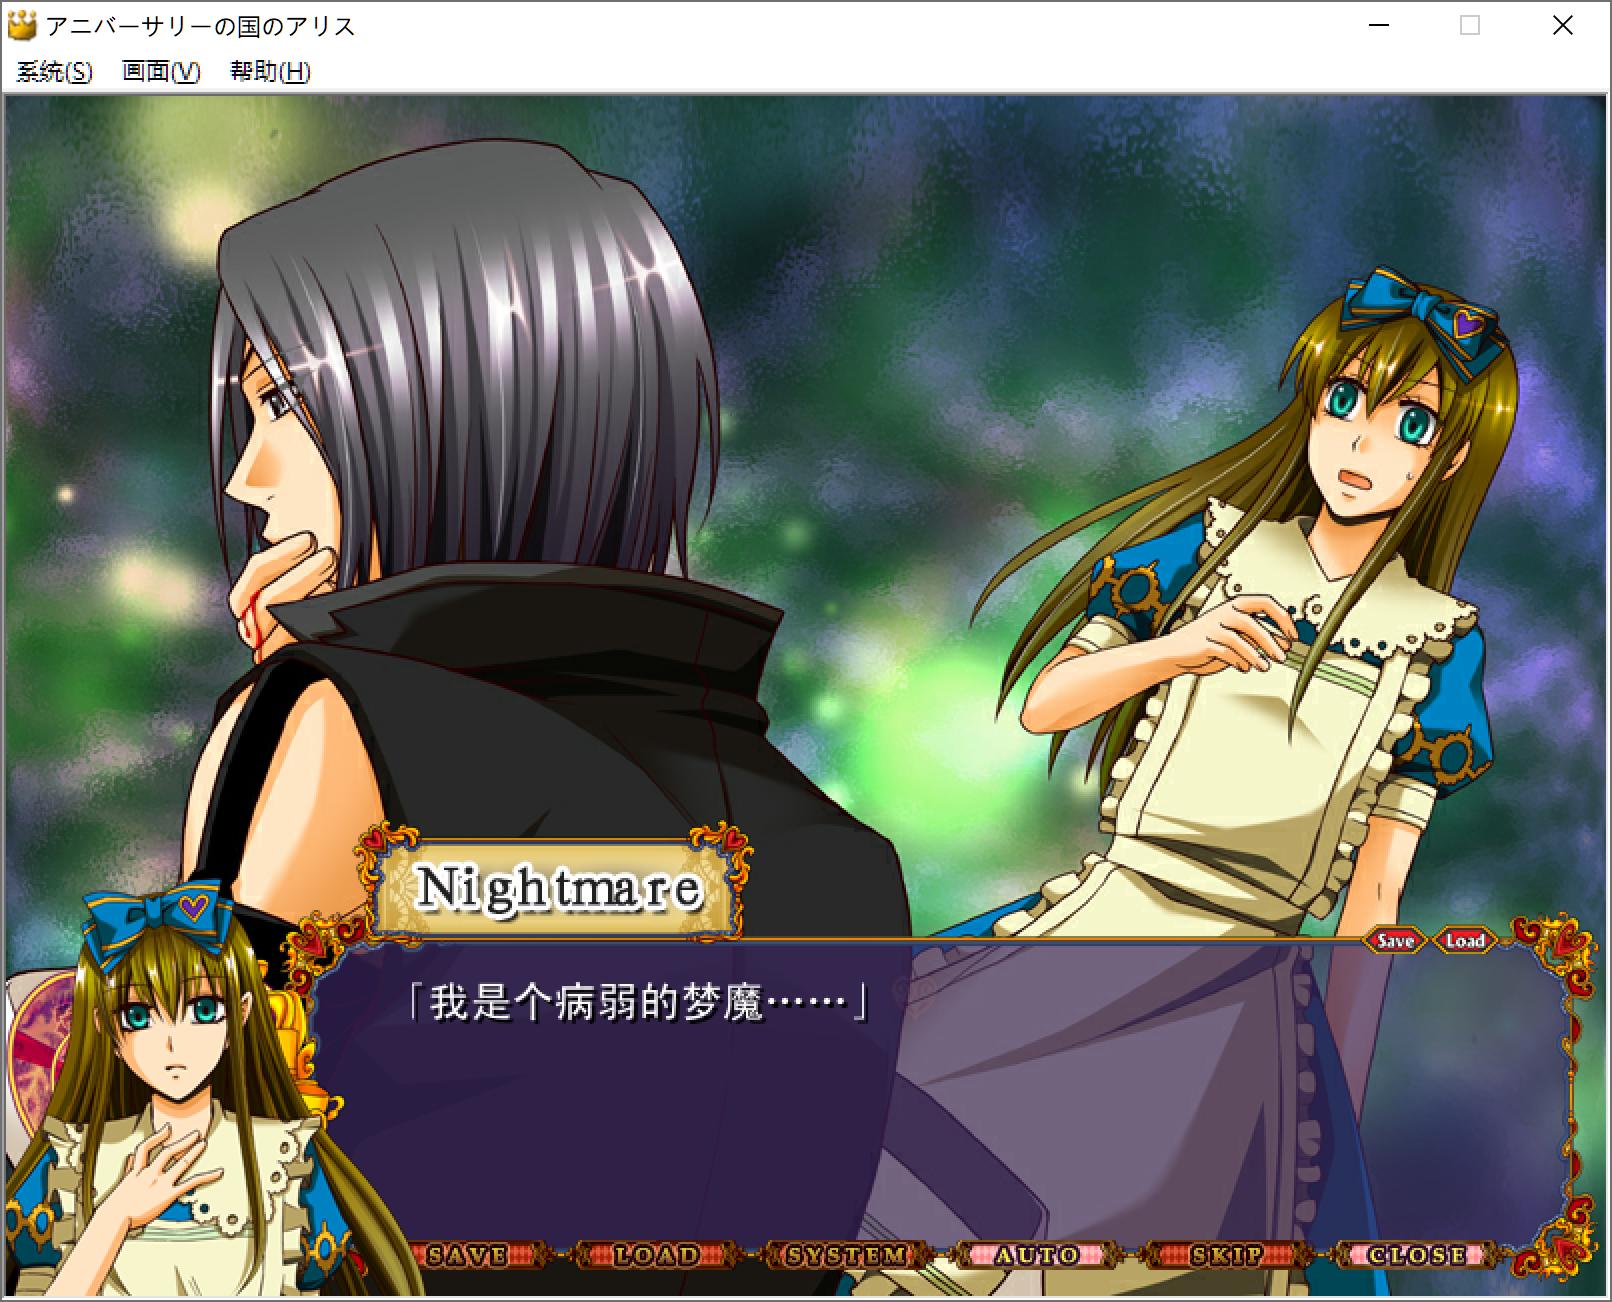 アニバーサリーの国のアリス
系统(S) 画面(V) 帮助(H)
Nightmare
Save Load
「我是个病弱的梦魔……」
SAVE LOAD SYSTEM AUTO SKIP CLOSE